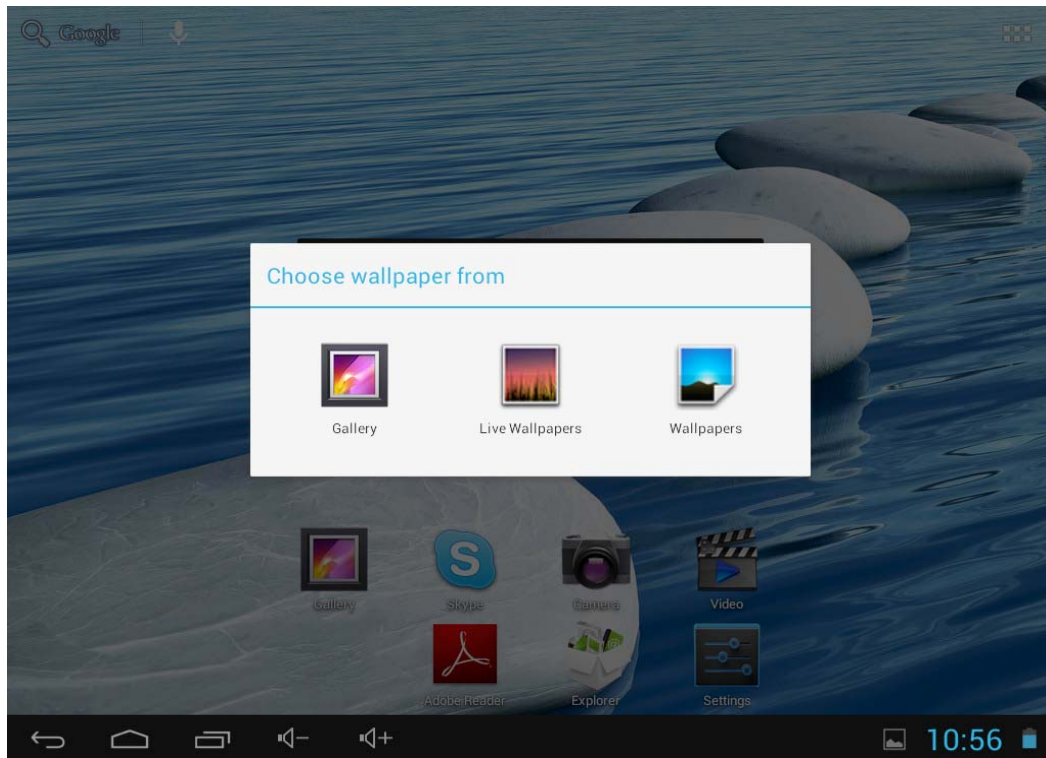 Google
Choose wallpaper from
Gallery Live Wallpapers Wallpapers
Gallery Skype Camera Video
Adobe Reader Explorer Settings
10:56